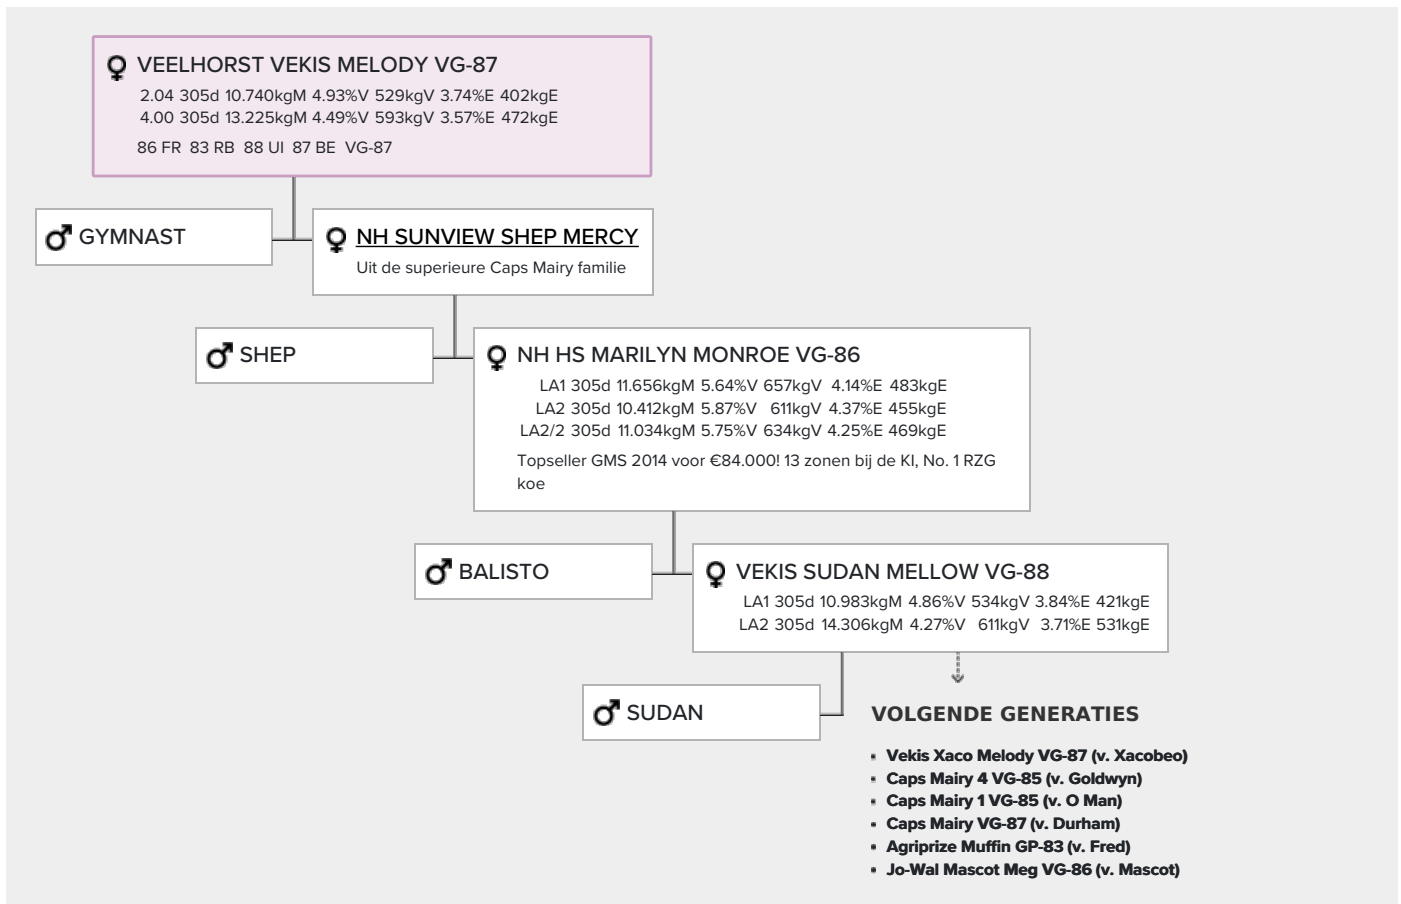 VEELHORST VEKIS MELODY VG-87
2.04 305d 10.740kgM 4.93%V 529kgV 3.74%E 402kgE
4.00 305d 13.225kgM 4.49%V 593kgV 3.57%E 472kgE
86 FR 83 RB 88 UI 87 BE VG-87
GYMNAST
NH SUNVIEW SHEP MERCY
Uit de superieure Caps Mairy familie
SHEP
NH HS MARILYN MONROE VG-86
LA1 305d 11.656kgM 5.64%V 657kgV 4.14%E 483kgE
LA2 305d 10.412kgM 5.87%V 611kgV 4.37%E 455kgE
LA2/2 305d 11.034kgM 5.75%V 634kgV 4.25%E 469kgE
Topseller GMS 2014 voor €84.000! 13 zonen bij de KI, No. 1 RZG
koe
BALISTO
VEKIS SUDAN MELLOW VG-88
LA1 305d 10.983kgM 4.86%V 534kgV 3.84%E 421kgE
LA2 305d 14.306kgM 4.27%V 611kgV 3.71%E 531kgE
SUDAN
VOLGENDE GENERATIES
Vekis Xaco Melody VG-87 (v. Xacobeo)
Caps Mairy 4 VG-85 (v. Goldwyn)
Caps Mairy 1 VG-85 (v. O Man)
Caps Mairy VG-87 (v. Durham)
Agriprize Muffin GP-83 (v. Fred)
Jo-Wal Mascot Meg VG-86 (v. Mascot)